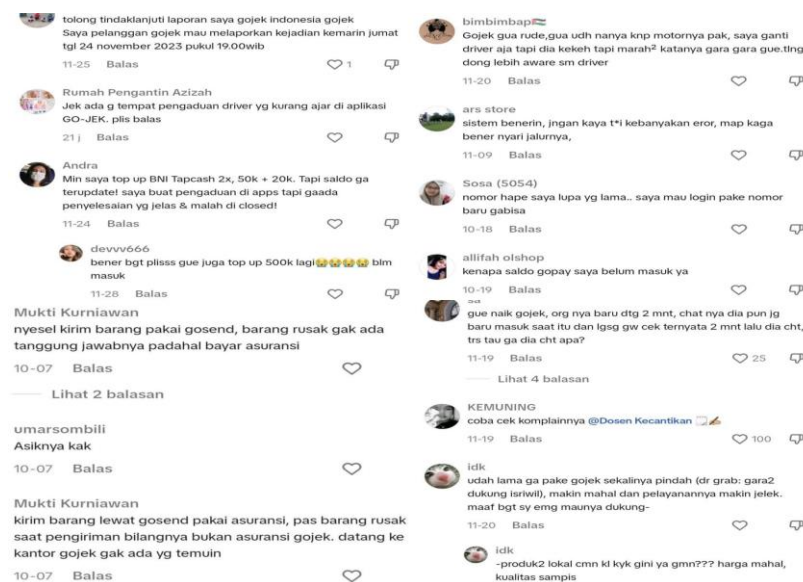 tolong tindaklanjuti laporan saya gojek indonesia gojek
Saya pelanggan gojek mau melaporkan kejadian kemarin jumat
tgl 24 november 2023 pukul 19.00wib
11-25 Balas 1
Rumah Pengantin Azizah
Jek ada g tempat pengaduan driver yg kurang ajar di aplikasi
GO-JEK. plis balas
21 j Balas
Andra
Min saya top up BNI Tapcash 2x, 50k + 20k. Tapi saldo ga
terupdate! saya buat pengaduan di apps tapi gaada
penyelesaian yg jelas & malah di closed!
11-24 Balas
devvv666
bener bgt plisss gue juga top up 500k lagi😭😭😭😭 blm
masuk
11-28 Balas
Mukti Kurniawan
nyesel kirim barang pakai gosend, barang rusak gak ada
tanggung jawabnya padahal bayar asuransi
10-07 Balas
Lihat 2 balasan
umarsombili
Asiknya kak
10-07 Balas
Mukti Kurniawan
kirim barang lewat gosend pakai asuransi, pas barang rusak
saat pengiriman bilangnya bukan asuransi gojek. datang ke
kantor gojek gak ada yg temuin
10-07 Balas
bimbimbap🇵🇸
Gojek gua rude,gua udh nanya knp motornya pak, saya ganti
driver aja tapi dia kekeh tapi marah² katanya gara gara gue.tlng
dong lebih aware sm driver
11-20 Balas
ars store
sistem benerin, jngan kaya t*i kebanyakan eror, map kaga
bener nyari jalurnya,
11-09 Balas
Sosa (5054)
nomor hape saya lupa yg lama.. saya mau login pake nomor
baru gabisa
10-18 Balas
allifah olshop
kenapa saldo gopay saya belum masuk ya
10-19 Balas
sa
gue naik gojek, org nya baru dtg 2 mnt, chat nya dia pun jg
baru masuk saat itu dan lgsg gw cek ternyata 2 mnt lalu dia cht,
trs tau ga dia cht apa?
11-19 Balas 25
Lihat 4 balasan
KEMUNING
coba cek komplainnya @Dosen Kecantikan
11-19 Balas 100
idk
udah lama ga pake gojek sekalinya pindah (dr grab: gara2
dukung isriwil), makin mahal dan pelayanannya makin jelek.
maaf bgt sy emg maunya dukung-
11-20 Balas
idk
-produk2 lokal cmn kl kyk gini ya gmn??? harga mahal,
kualitas sampis